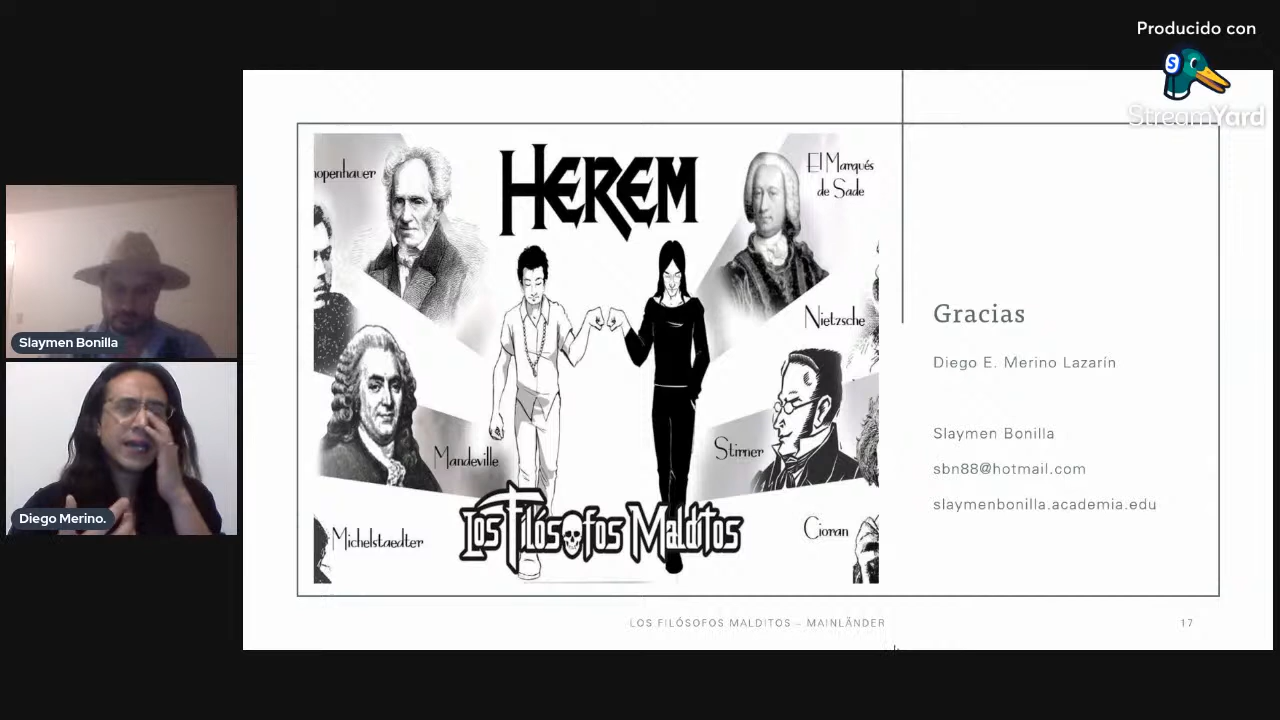 Producido con
StreamYard
Slaymen Bonilla
Diego Merino.
hopenhauer
HEREM
El Marqués
de Sade
Nietzsche
Mandeville
Stirner
Los Filósofos Malditos
Michelstaedter
Cioran
Gracias
Diego E. Merino Lazarín
Slaymen Bonilla
sbn88@hotmail.com
slaymenbonilla.academia.edu
LOS FILÓSOFOS MALDITOS – MAINLÄNDER
17